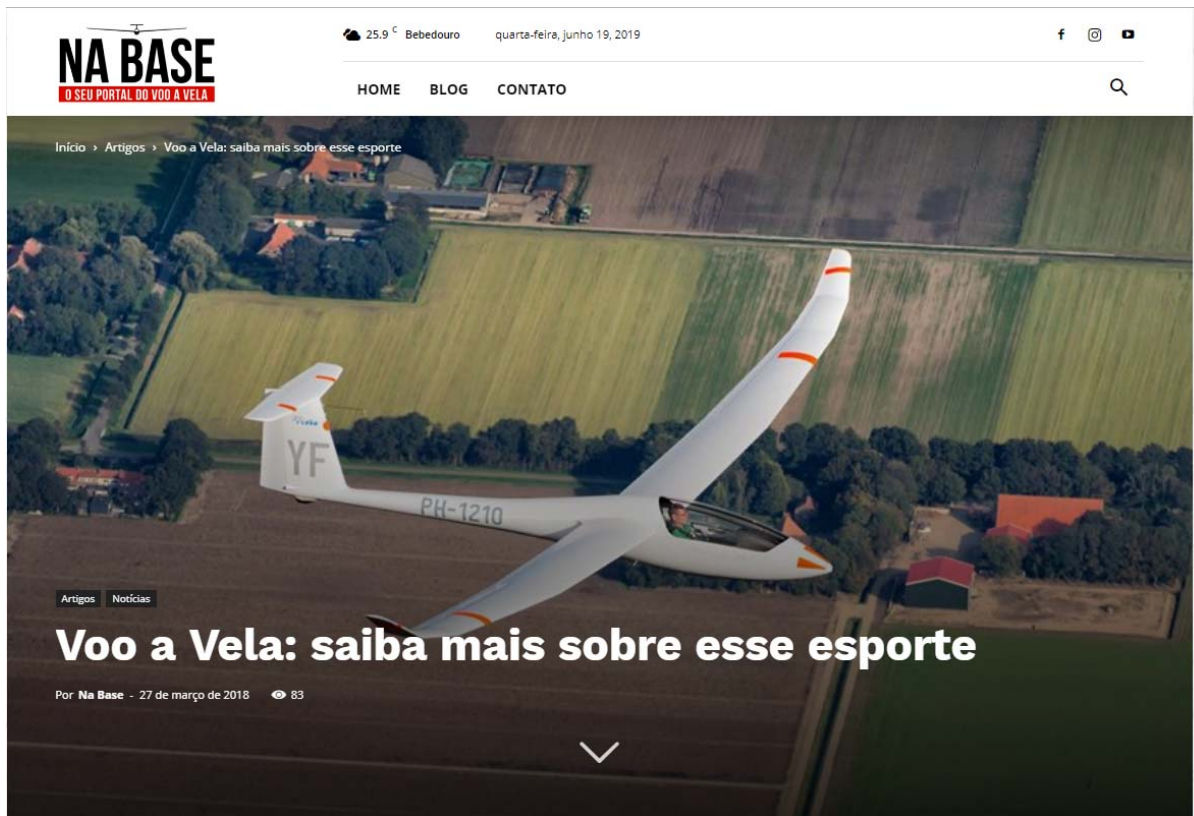 NA BASE
O SEU PORTAL DO VOO A VELA
25.9 C Bebedouro quarta-feira, junho 19, 2019
HOME BLOG CONTATO
Início › Artigos › Voo a Vela: saiba mais sobre esse esporte
YF
PH-1210
Artigos Notícias
Voo a Vela: saiba mais sobre esse esporte
Por Na Base - 27 de março de 2018 83